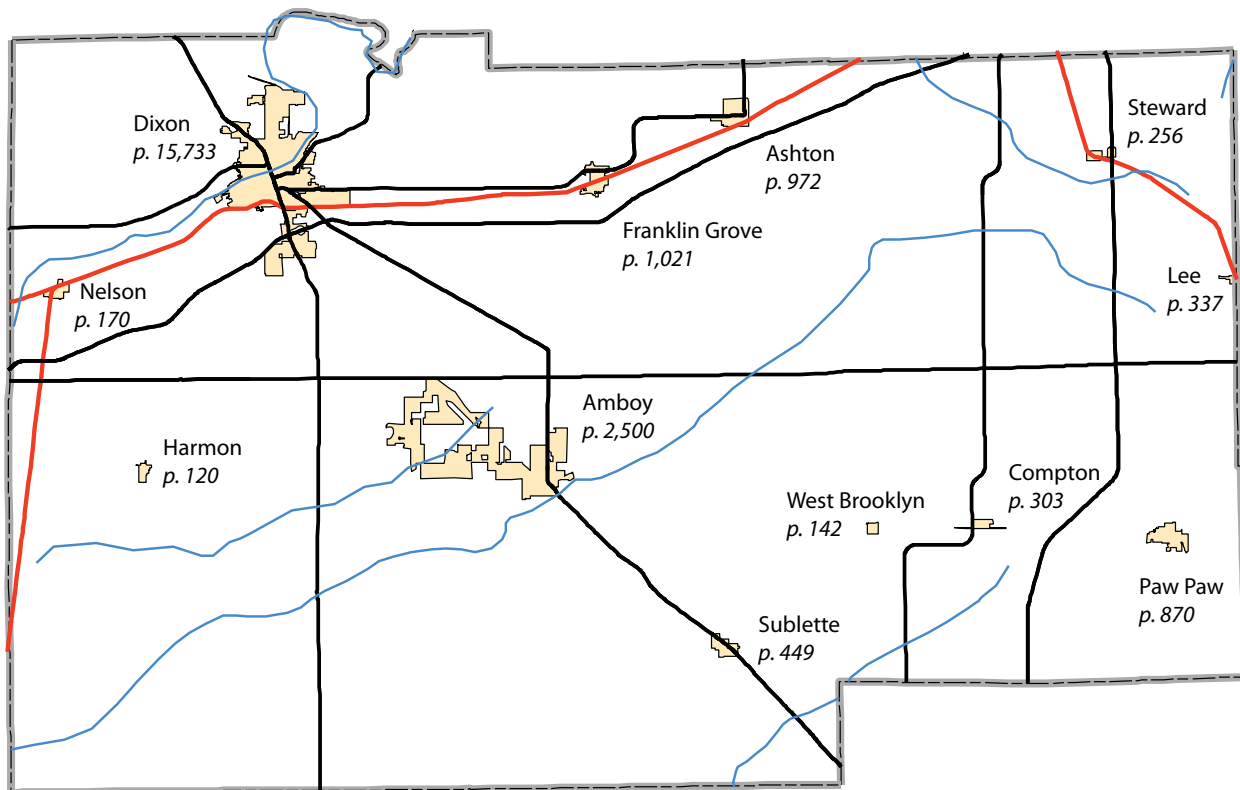 Dixon
p. 15,733
Steward
p. 256
Ashton
p. 972
Franklin Grove
p. 1,021
Lee
p. 337
Nelson
p. 170
Amboy
p. 2,500
Harmon
p. 120
Compton
p. 303
West Brooklyn
p. 142
Paw Paw
p. 870
Sublette
p. 449